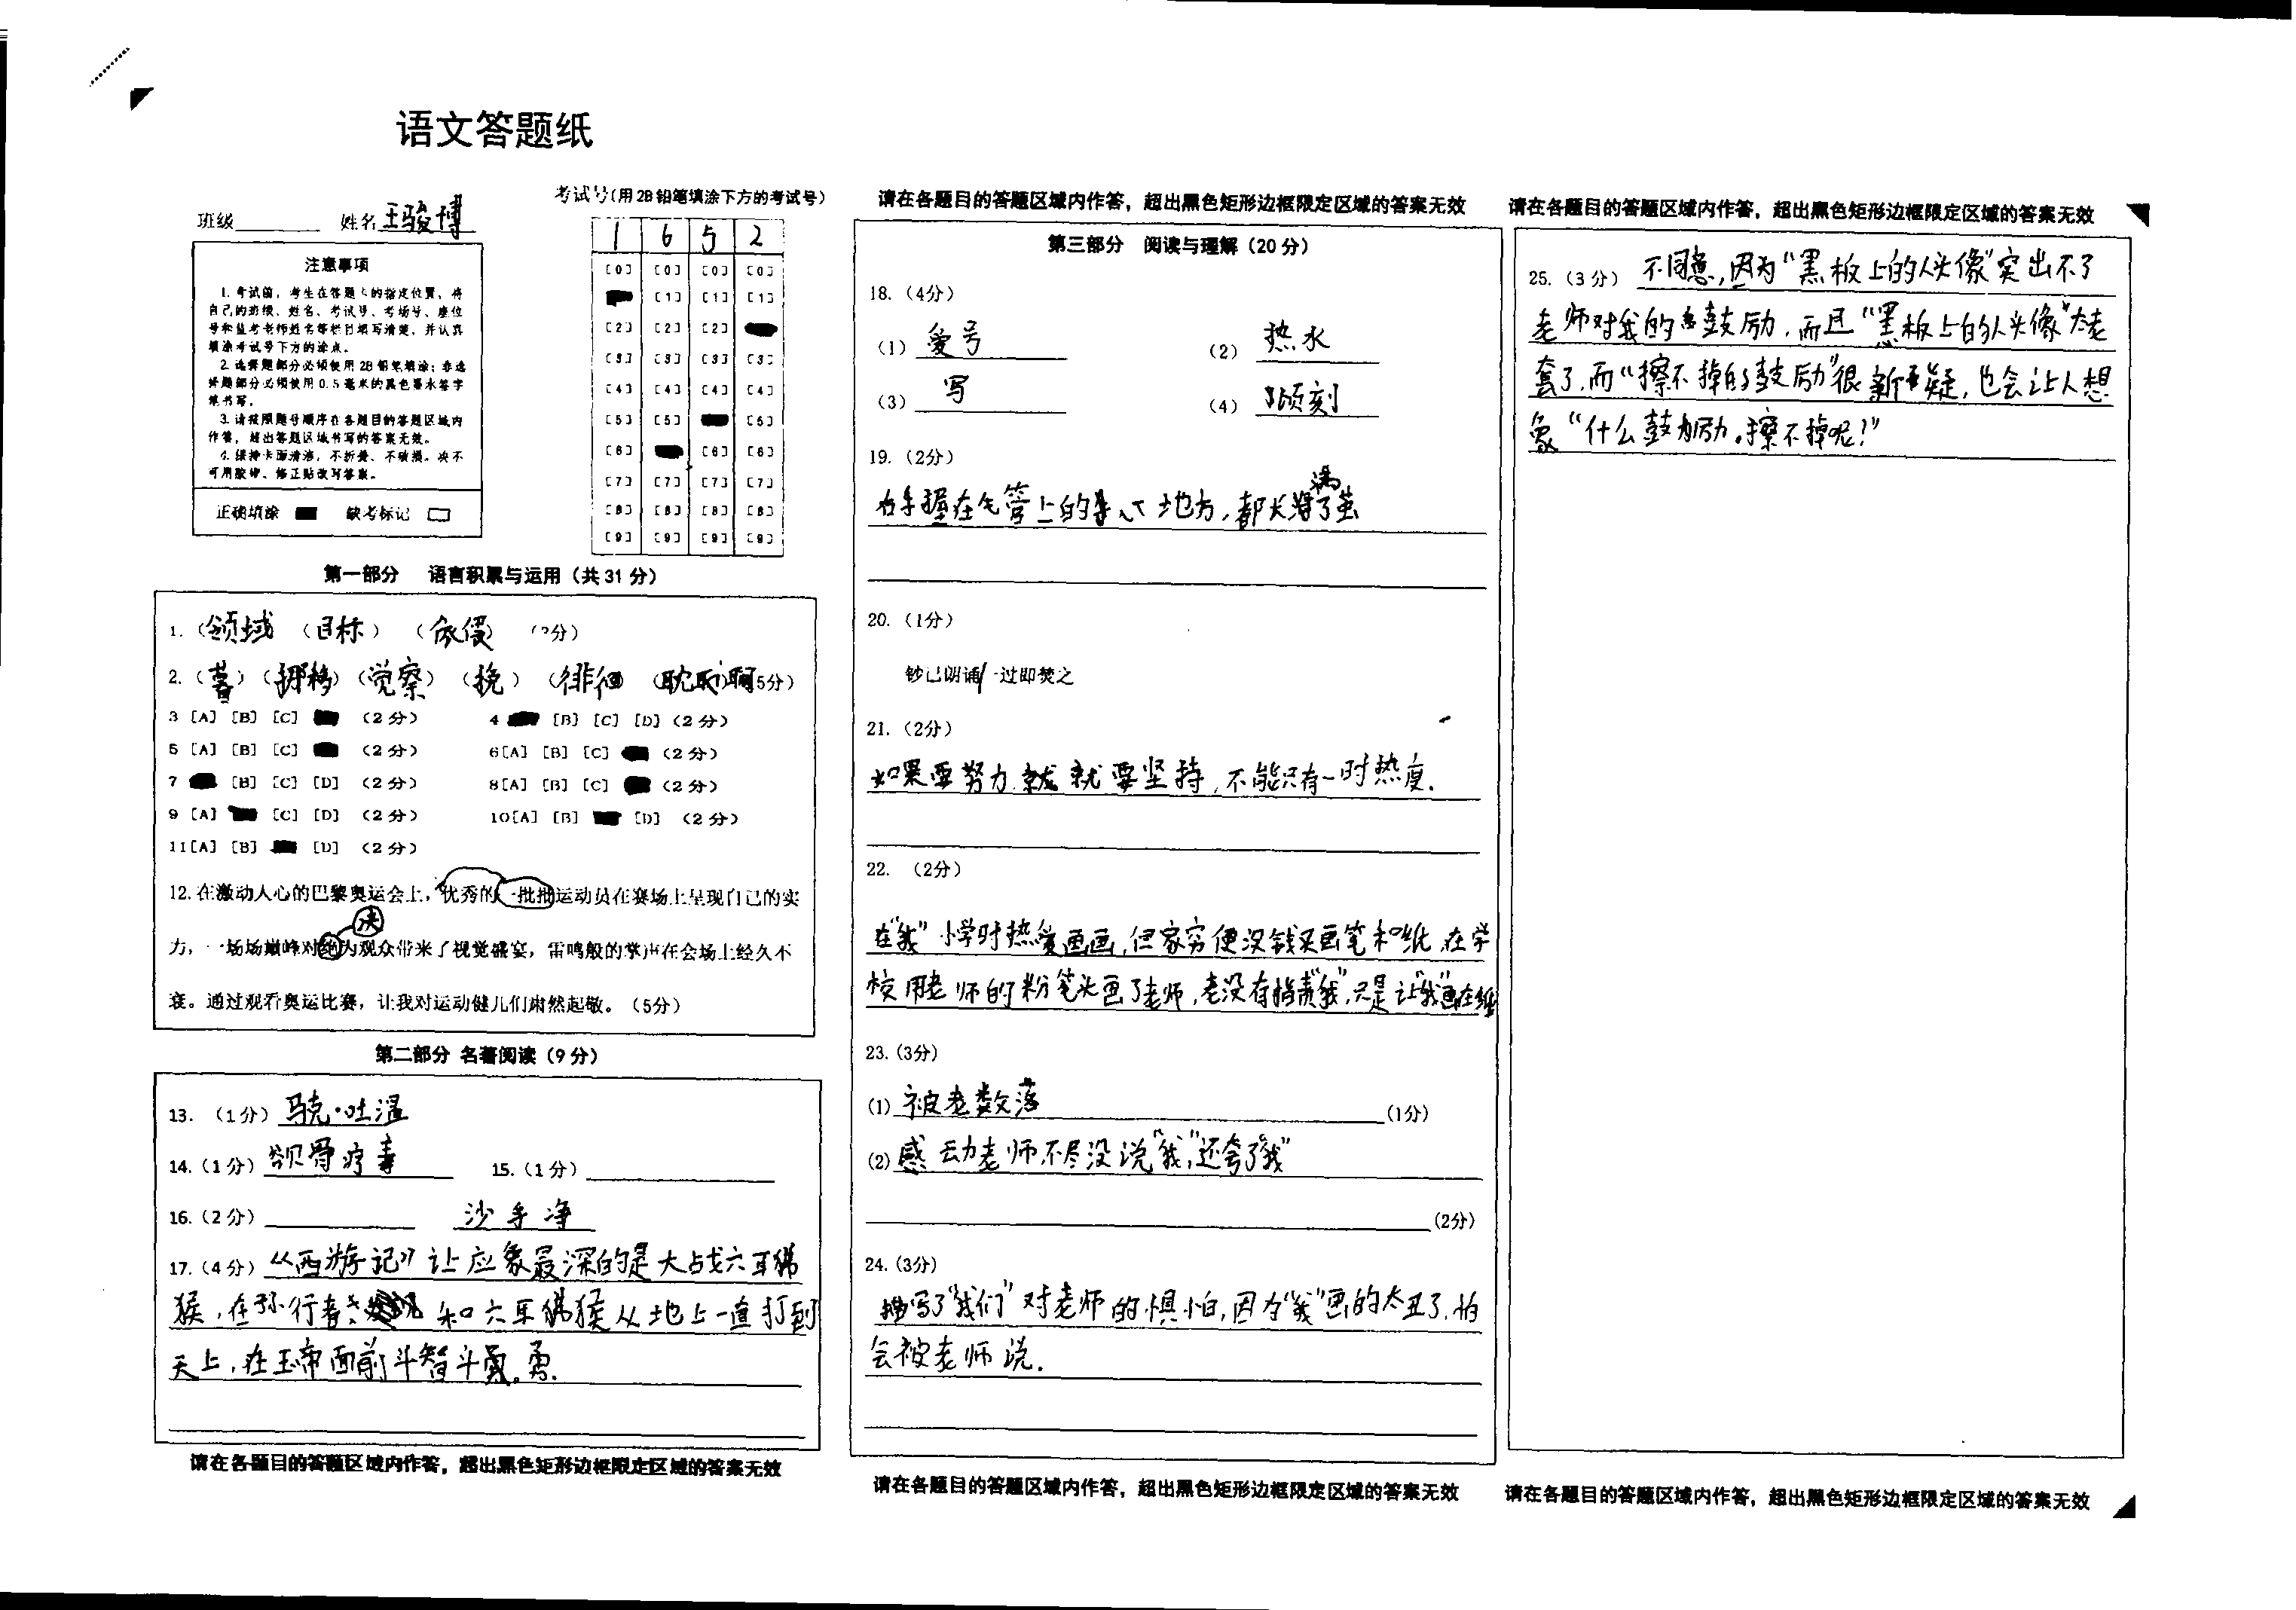 语文答题纸
班级 姓名 王骏博
考试号(用2B铅笔填涂下方的考试号)
1 6 5 2
注意事项
1. 考试前,考生在答题卡的指定位置,将
自己的班级、姓名、考试号、考场号、座位
号和监考老师姓名等栏目填写清楚,并认真
填涂考试号下方的涂点。
2. 选择题部分必须使用2B铅笔填涂;非选
择题部分必须使用0.5毫米的黑色墨水签字
笔书写。
3. 请按照题号顺序在各题目的答题区域内
作答,超出答题区域书写的答案无效。
4. 保持卡面清洁,不折叠、不破损。决不
可用胶带、修正贴改写答案。
正确填涂 缺考标记
[0] [0] [0] [0]
[1] [1] [1]
[2] [2] [2]
[3] [3] [3] [3]
[4] [4] [4] [4]
[5] [5] [5]
[6] [6] [6]
[7] [7] [7] [7]
[8] [8] [8] [8]
[9] [9] [9] [9]
第一部分 语言积累与运用(共31分)
1.(领域 (目标) ( (3分)
2. ( ) (挪移) (觉察) (挽) (徘徊 5分)
3 [A] [B] [C] (2分) 4 [B] [C] [D] (2分)
5 [A] [B] [C] (2分) 6[A] [B] [C] (2分)
7 [B] [C] [D] (2分) 8[A] [B] [C] (2分)
9 [A] [C] [D] (2分) 10[A] [B] [D] (2分)
11[A] [B] [D] (2分)
12.在激动人心的巴黎奥运会上,优秀的一批批运动员在赛场上呈现自己的实
决
力,一场场巅峰对绝为观众带来了视觉盛宴,雷鸣般的掌声在会场上经久不
衰。通过观看奥运比赛,让我对运动健儿们肃然起敬。(5分)
第二部分 名著阅读(9分)
13. (1分) 马克·吐温
14.(1分) 骨疗毒 15.(1分)
16.(2分) 沙 净
17.(4分) 《西游记》让应象最深的是大战六耳猕
猴,在孙行者 和六耳猕猴从地上一直打到
天上,在玉帝面前斗智斗勇。勇.
请在各题目的答题区域内作答,超出黑色矩形边框限定区域的答案无效
请在各题目的答题区域内作答,超出黑色矩形边框限定区域的答案无效
第三部分 阅读与理解(20分)
18.(4分)
(1) 爱号 (2) 热水
(3) 写 (4) 顷刻
19.(2分)
右手握在笔管上的 地方,都长满了茧
20.(1分)
钞已朗诵/一过即焚之
21.(2分)
如果要努力 就要坚持,不能只有一时热度.
22. (2分)
在“我”小学时热爱画画,但家穷便没钱买画笔和纸 在学
校用老师的粉笔头画了老师,老没有指责“我”,只是让“我”画在纸
23.(3分)
(1) 被老数落 (1分)
(2) 感动老师不尽没说“我”,还夸了“我”
(2分)
24.(3分)
描写了“我们”对老师的惧怕,因为“我”画的太丑了,怕
会被老师说.
请在各题目的答题区域内作答,超出黑色矩形边框限定区域的答案无效
请在各题目的答题区域内作答,超出黑色矩形边框限定区域的答案无效
25.(3分) 不同意,因为“黑板上的人头像”突出不了
老师对我的鼓励,而且“黑板上的人头像”太老
套了,而“擦不掉的鼓励”很新 疑,也会让人想
象“什么鼓励。擦不掉呢?”
请在各题目的答题区域内作答,超出黑色矩形边框限定区域的答案无效